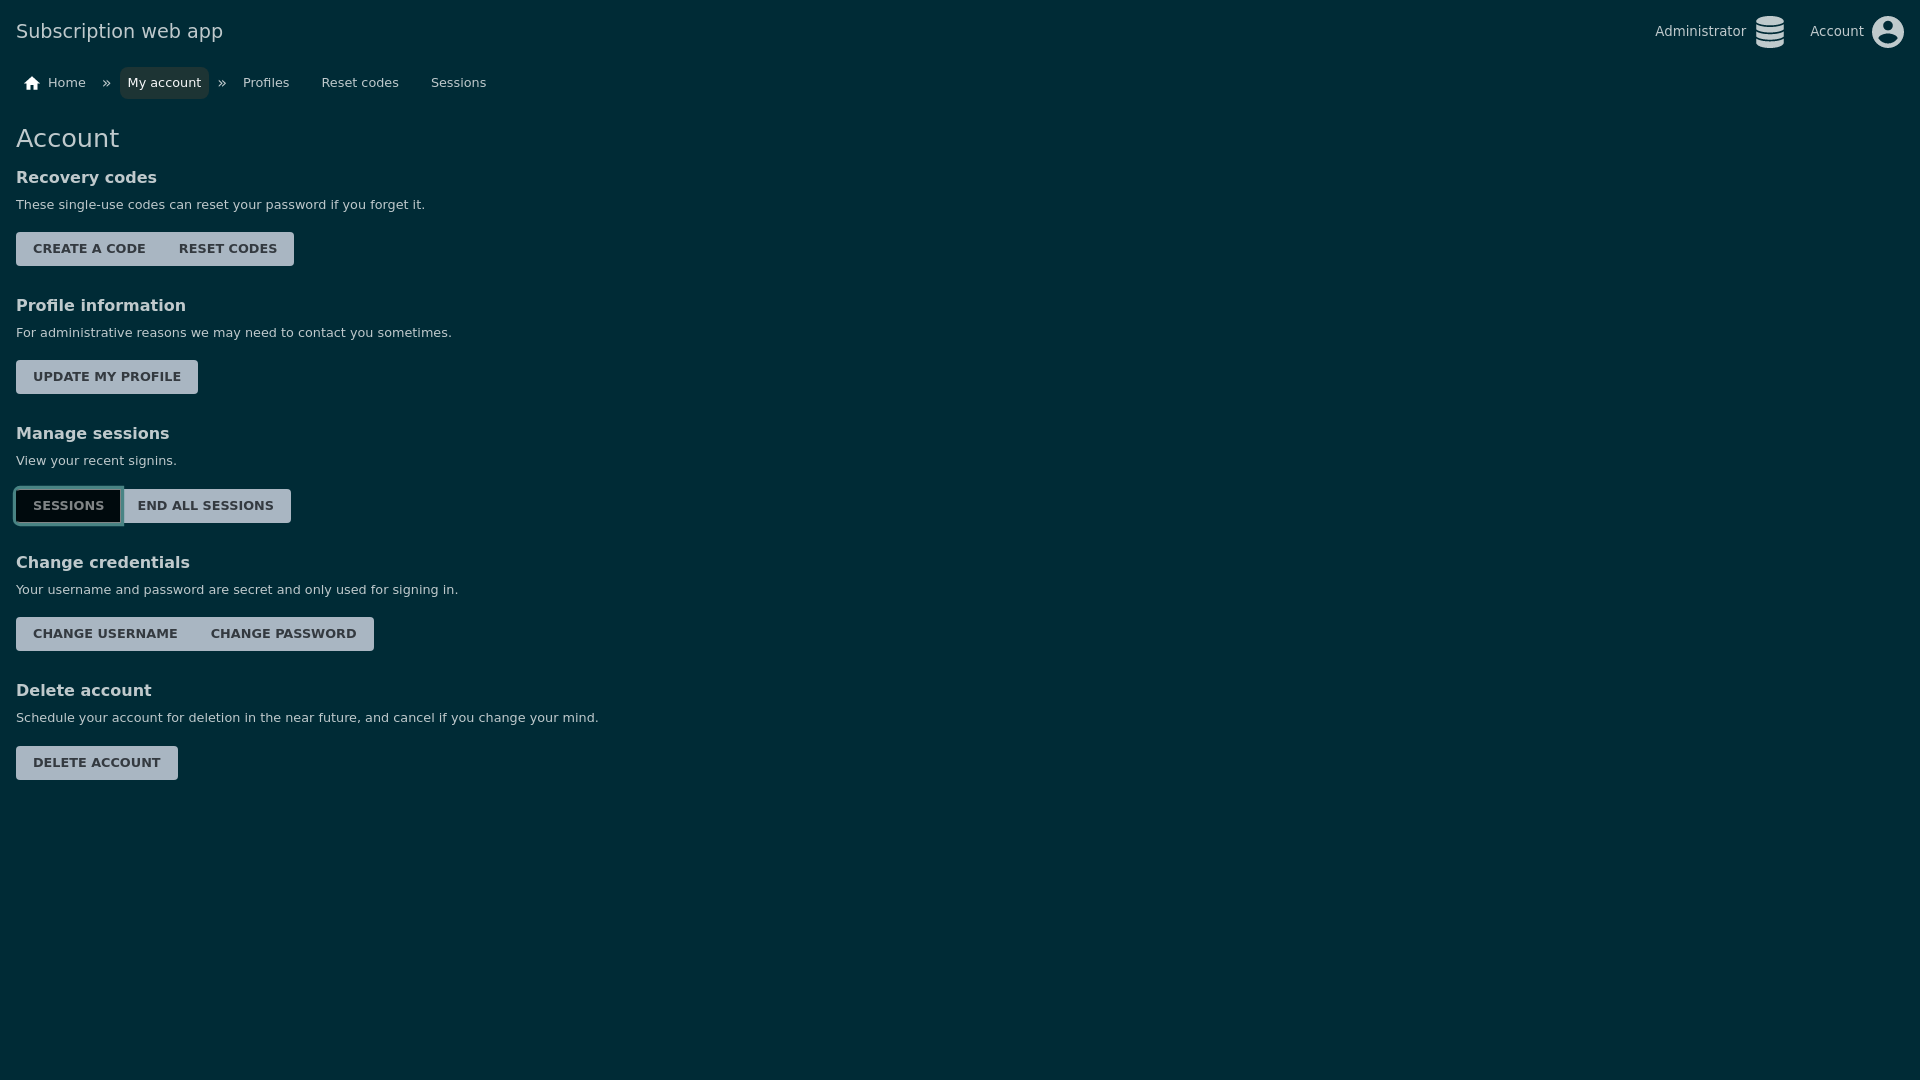 Subscription web app
Administrator
Account
Home » My account » Profiles Reset codes Sessions
Account
Recovery codes
These single-use codes can reset your password if you forget it.
CREATE A CODE RESET CODES
Profile information
For administrative reasons we may need to contact you sometimes.
UPDATE MY PROFILE
Manage sessions
View your recent signins.
SESSIONS END ALL SESSIONS
Change credentials
Your username and password are secret and only used for signing in.
CHANGE USERNAME CHANGE PASSWORD
Delete account
Schedule your account for deletion in the near future, and cancel if you change your mind.
DELETE ACCOUNT